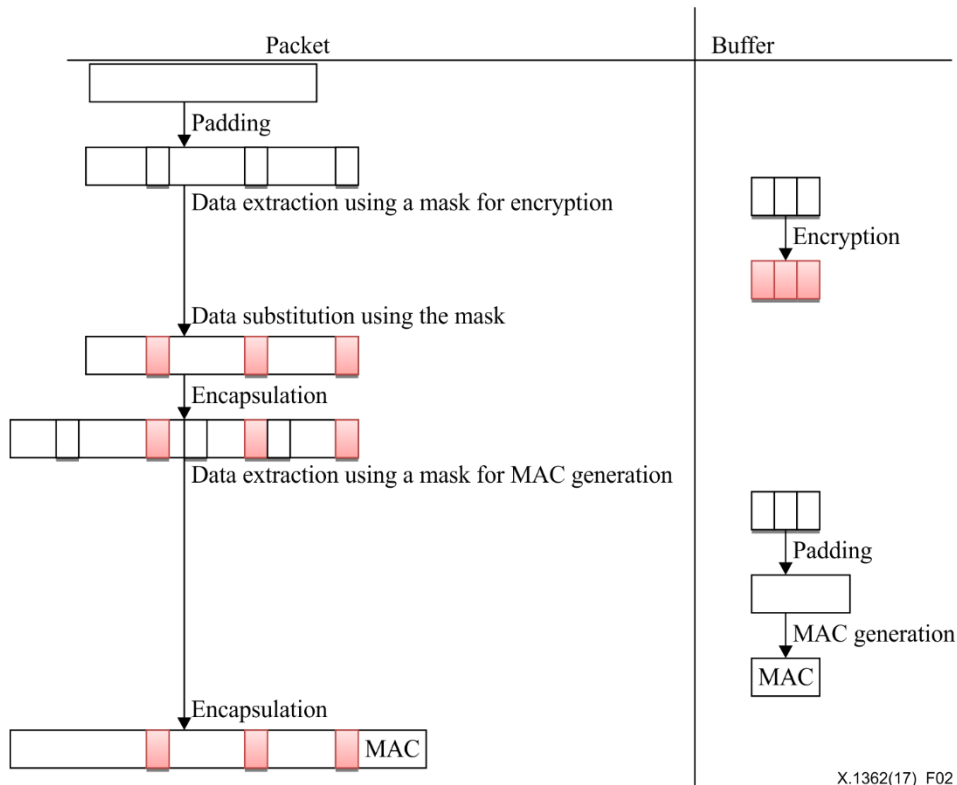 Packet
Buffer
Padding
Data extraction using a mask for encryption
Encryption
Data substitution using the mask
Encapsulation
Data extraction using a mask for MAC generation
Padding
MAC generation
MAC
Encapsulation
MAC
X.1362(17)_F02